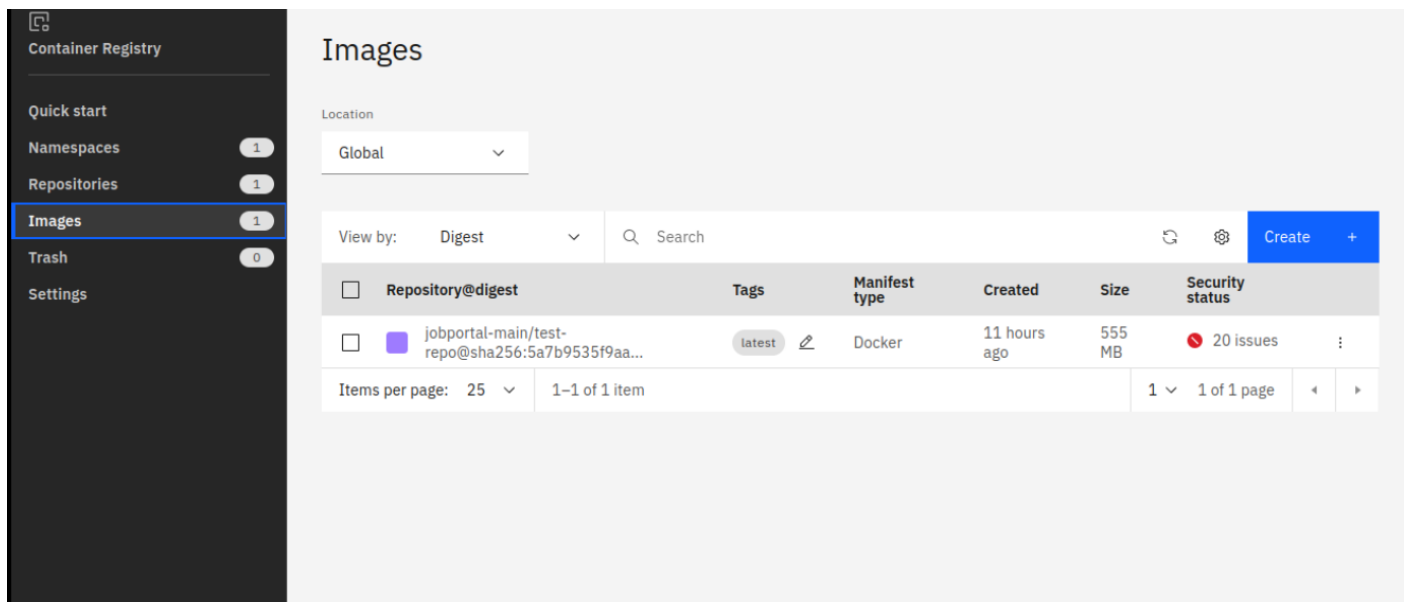 Container Registry
Quick start
Namespaces 1
Repositories 1
Images 1
Trash 0
Settings
Images
Location
Global
View by: Digest Search Create +
Repository@digest Tags Manifest type Created Size Security status
jobportal-main/test-
repo@sha256:5a7b9535f9aa...
latest Docker 11 hours ago 555 MB 20 issues
Items per page: 25 1–1 of 1 item 1 1 of 1 page